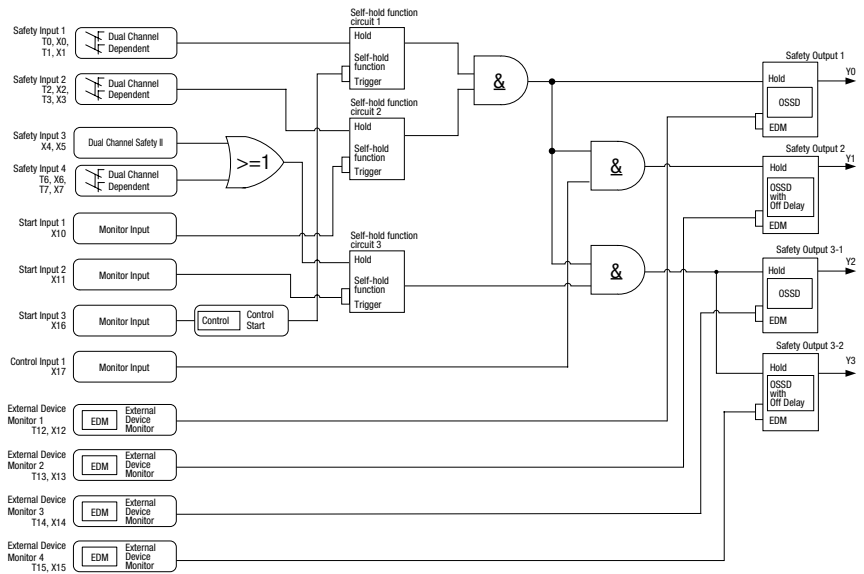 Safety Input 1
T0, X0,
T1, X1
Dual Channel
Dependent
Safety Input 2
T2, X2,
T3, X3
Dual Channel
Dependent
Safety Input 3
X4, X5
Dual Channel Safety II
Safety Input 4
T6, X6,
T7, X7
Dual Channel
Dependent
>=1
Start Input 1
X10
Monitor Input
Start Input 2
X11
Monitor Input
Start Input 3
X16
Monitor Input
Control
Control
Start
Control Input 1
X17
Monitor Input
External Device
Monitor 1
T12, X12
EDM
External
Device
Monitor
External Device
Monitor 2
T13, X13
EDM
External
Device
Monitor
External Device
Monitor 3
T14, X14
EDM
External
Device
Monitor
External Device
Monitor 4
T15, X15
EDM
External
Device
Monitor
Self-hold function
circuit 1
Hold
Self-hold
function
Trigger
Self-hold function
circuit 2
Hold
Self-hold
function
Trigger
Self-hold function
circuit 3
Hold
Self-hold
function
Trigger
&
&
&
Safety Output 1
Hold
OSSD
EDM
Y0
Safety Output 2
Hold
OSSD
with
Off Delay
EDM
Y1
Safety Output 3-1
Hold
OSSD
EDM
Y2
Safety Output 3-2
Hold
OSSD
with
Off Delay
EDM
Y3